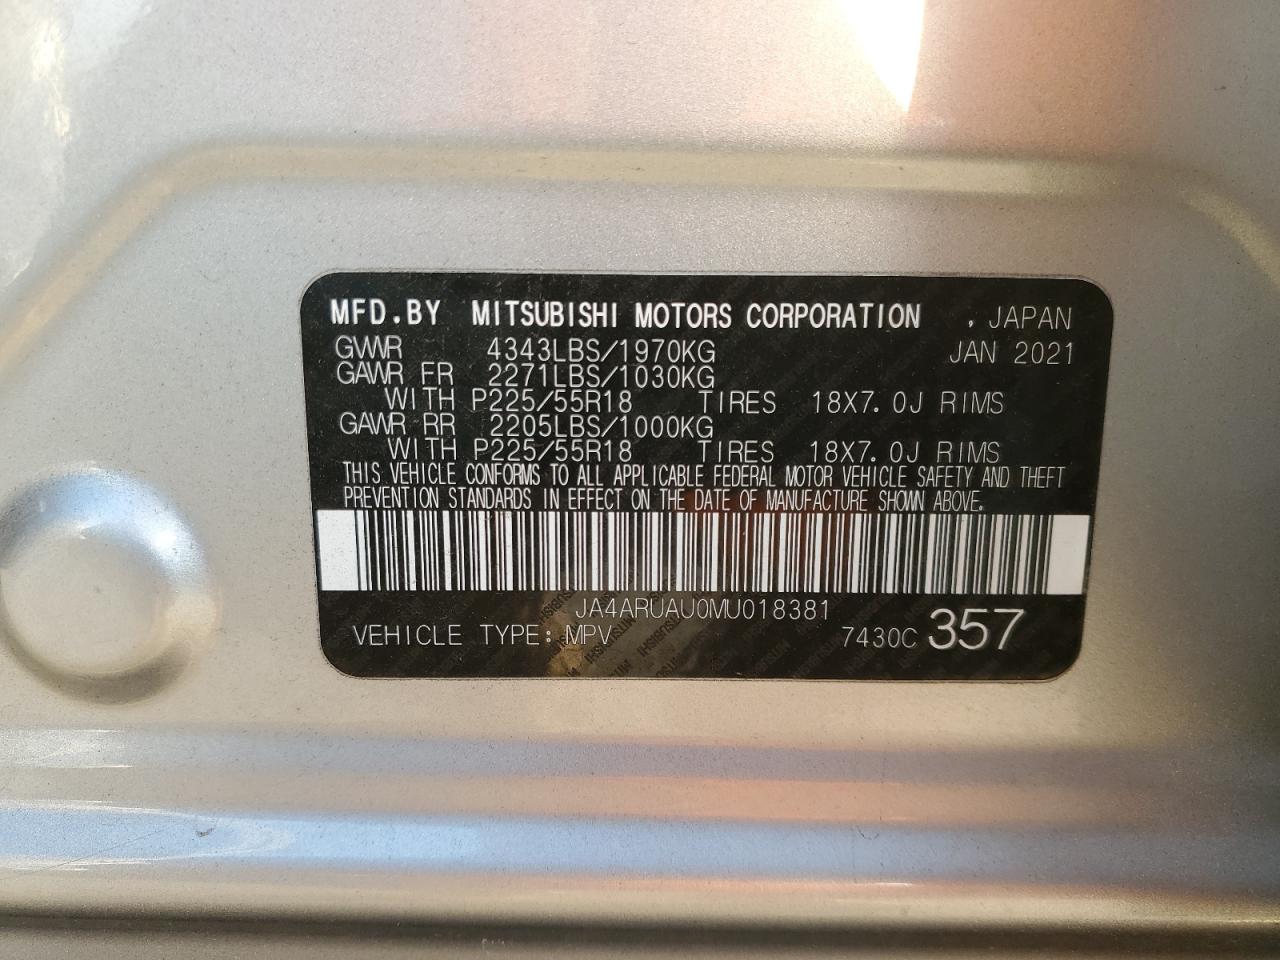 MFD.BY MITSUBISHI MOTORS CORPORATION , JAPAN
GVWR 4343LBS/1970KG JAN 2021
GAWR FR 2271LBS/1030KG
WITH P225/55R18 TIRES 18X7.0J RIMS
GAWR RR 2205LBS/1000KG
WITH P225/55R18 TIRES 18X7.0J RIMS
THIS VEHICLE CONFORMS TO ALL APPLICABLE FEDERAL MOTOR VEHICLE SAFETY AND THEFT
PREVENTION STANDARDS IN EFFECT ON THE DATE OF MANUFACTURE SHOWN ABOVE.
JA4ARUAU0MU018381
VEHICLE TYPE: MPV 7430C 357